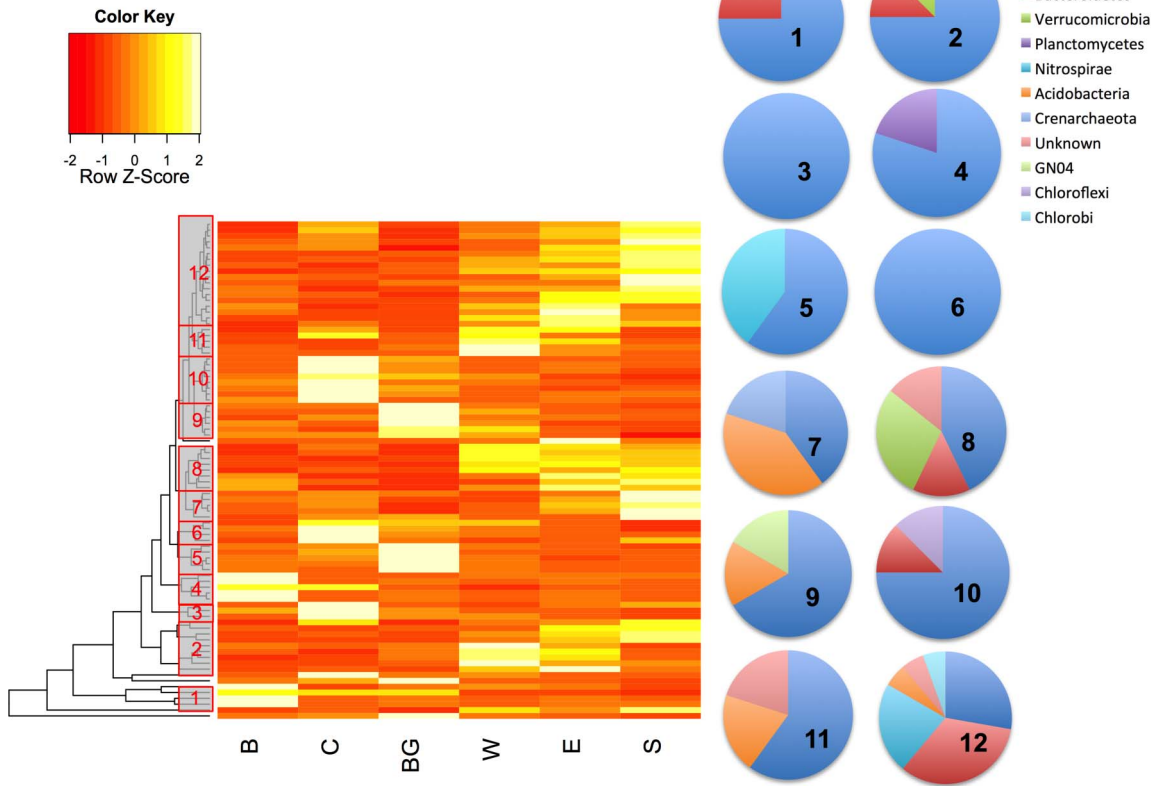 Color Key
-2 -1 0 1 2
Row Z-Score
12
11
10
9
8
7
6
5
4
3
2
1
B C BG W E S
1 2
3 4
5 6
7 8
9 10
11 12
Verrucomicrobia
Planctomycetes
Nitrospirae
Acidobacteria
Crenarchaeota
Unknown
GN04
Chloroflexi
Chlorobi